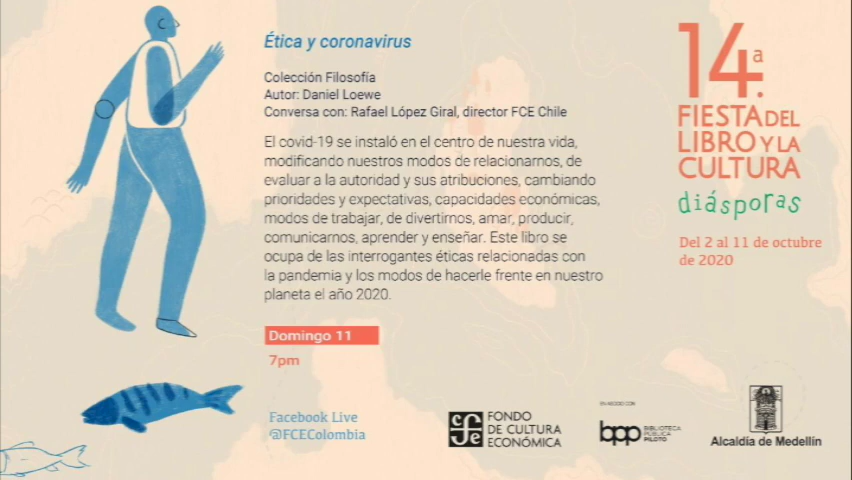 Ética y coronavirus
Colección Filosofía
Autor: Daniel Loewe
Conversa con: Rafael López Giral, director FCE Chile
El covid-19 se instaló en el centro de nuestra vida,
modificando nuestros modos de relacionarnos, de
evaluar a la autoridad y sus atribuciones, cambiando
prioridades y expectativas, capacidades económicas,
modos de trabajar, de divertirnos, amar, producir,
comunicarnos, aprender y enseñar. Este libro se
ocupa de las interrogantes éticas relacionadas con
la pandemia y los modos de hacerle frente en nuestro
planeta el año 2020.
Domingo 11
7pm
Facebook Live
@FCEColombia
14ª.
FIESTA DEL
LIBRO Y LA
CULTURA
diásporas
Del 2 al 11 de octubre
de 2020
cfe
FONDO
DE CULTURA
ECONÓMICA
bpp
BIBLIOTECA
PÚBLICA
PILOTO
Alcaldía de Medellín